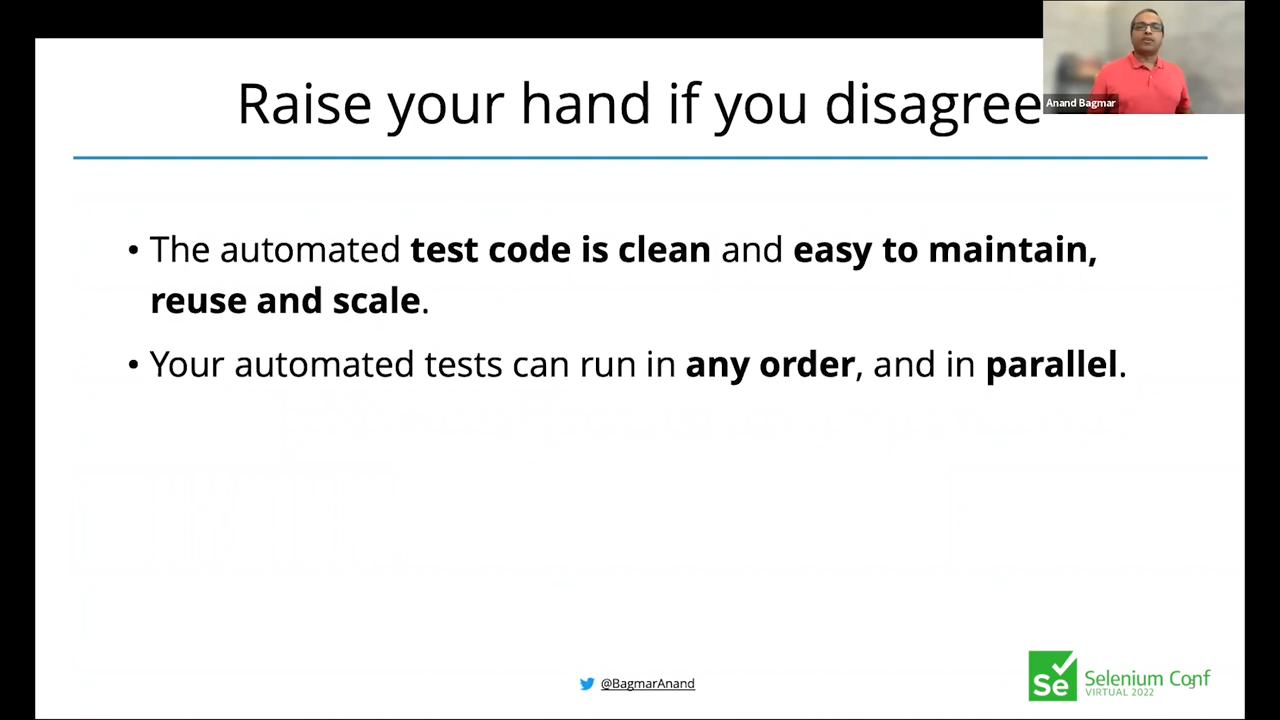 Raise your hand if you disagree
Anand Bagmar
• The automated test code is clean and easy to maintain,
reuse and scale.
• Your automated tests can run in any order, and in parallel.
@BagmarAnand
Se
Selenium Conf
VIRTUAL 2022